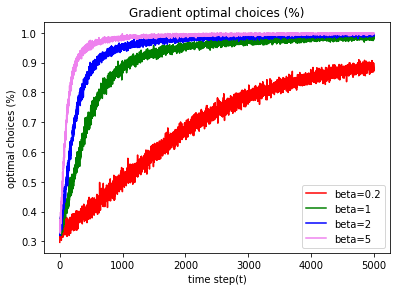 Gradient optimal choices (%)
optimal choices (%)
1.0
0.9
0.8
0.7
0.6
0.5
0.4
0.3
0
1000
2000
3000
4000
5000
time step(t)
beta=0.2
beta=1
beta=2
beta=5